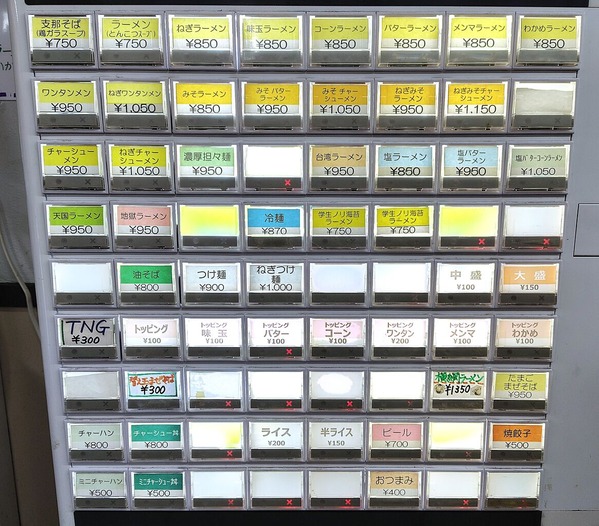 支那そば
(鶏ガラスープ)
¥750
ラーメン
(とんこつスープ)
¥750
ねぎラーメン
¥850
味玉ラーメン
¥850
コーンラーメン
¥850
バターラーメン
¥850
メンマラーメン
¥850
わかめラーメン
¥850
ワンタンメン
¥950
ねぎワンタンメン
¥1,050
みそラーメン
¥850
みそ バター
ラーメン
¥950
みそ チャー
シューメン
¥1,050
ねぎみそ
ラーメン
¥950
ねぎみそチャー
シューメン
¥1,150
チャーシュー
メン
¥950
ねぎチャー
シューメン
¥1,050
濃厚担々麺
¥950
台湾ラーメン
¥950
塩ラーメン
¥850
塩バター
ラーメン
¥950
塩バターコーンラーメン
¥1,050
天国ラーメン
¥950
地獄ラーメン
¥950
冷麺
¥870
学生ノリ海苔
ラーメン
¥750
学生ノリ海苔
ラーメン
¥750
油そば
¥800
つけ麺
¥900
ねぎつけ
麺
¥1,000
中盛
¥100
大盛
¥150
TNG
¥300
トッピング
¥100
トッピング
味玉
¥100
トッピング
バター
¥100
トッピング
コーン
¥100
トッピング
ワンタン
¥200
トッピング
メンマ
¥100
トッピング
わかめ
¥100
¥300
ラーメン
¥1350
たまご
まぜそば
¥950
チャーハン
¥800
チャーシュー丼
¥800
ライス
¥200
半ライス
¥150
ビール
¥700
焼餃子
¥500
ミニチャーハン
¥500
ミニチャーシュー丼
¥500
おつまみ
¥400